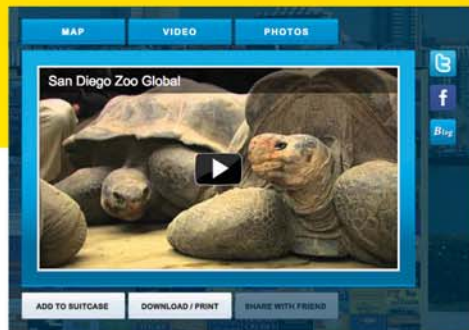 MAP
VIDEO
PHOTOS
San Diego Zoo Global
t
f
Blog
ADD TO SUITCASE
DOWNLOAD / PRINT
SHARE WITH FRIEND